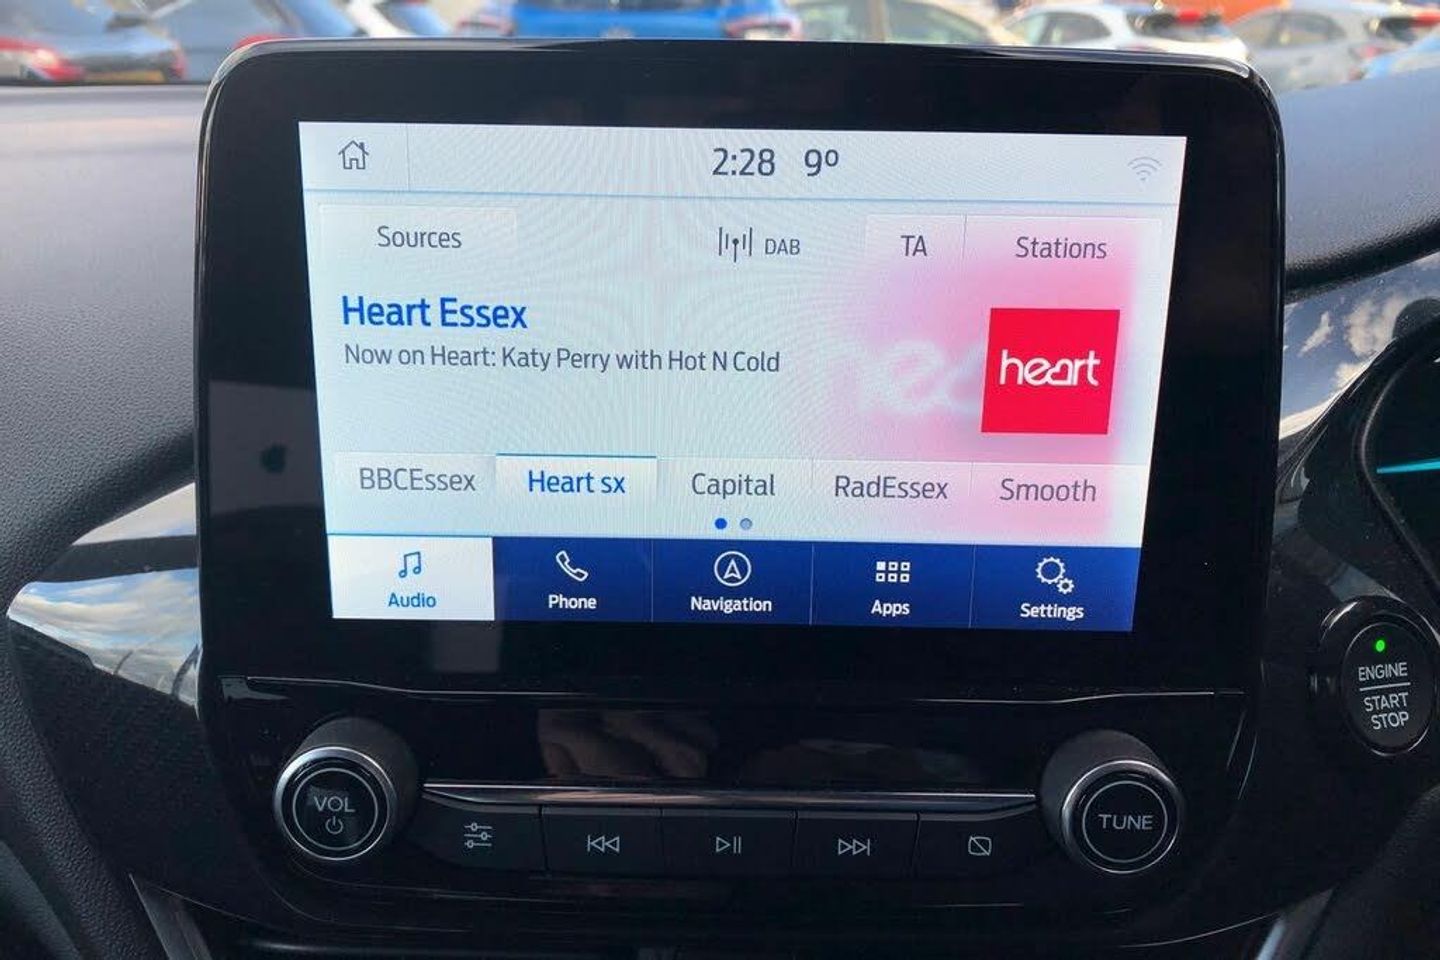 2:28 9º
Sources DAB TA Stations
Heart Essex
Now on Heart: Katy Perry with Hot N Cold
heart
BBCEssex Heart sx Capital RadEssex Smooth
Audio Phone Navigation Apps Settings
ENGINE
START
STOP
VOL
TUNE